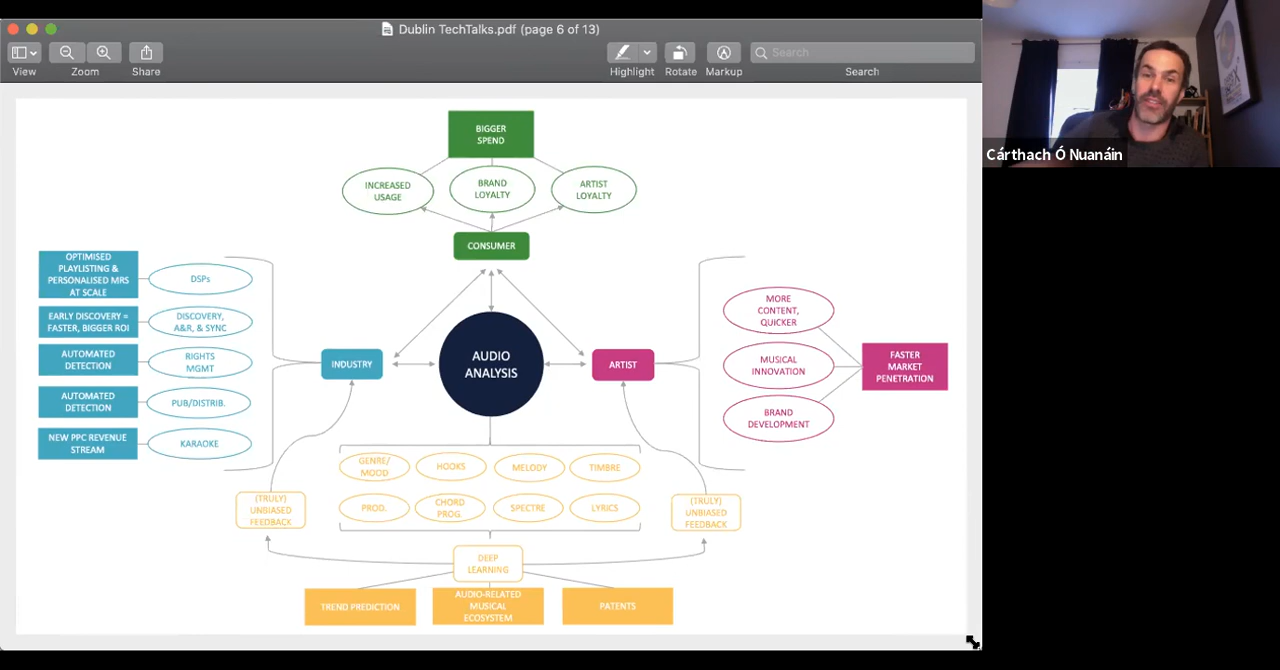 Dublin TechTalks.pdf (page 6 of 13)
View
Zoom
Share
Highlight
Rotate
Markup
Search
Search
Cárthach Ó Nuanáin
BIGGER
SPEND
INCREASED
USAGE
BRAND
LOYALTY
ARTIST
LOYALTY
CONSUMER
OPTIMISED
PLAYLISTING &
PERSONALISED MRS
AT SCALE
DSPs
EARLY DISCOVERY =
FASTER, BIGGER ROI
DISCOVERY,
A&R, & SYNC
AUTOMATED
DETECTION
RIGHTS
MGMT
AUTOMATED
DETECTION
PUB/DISTRIB.
NEW PPC REVENUE
STREAM
KARAOKE
INDUSTRY
AUDIO
ANALYSIS
ARTIST
MORE
CONTENT,
QUICKER
MUSICAL
INNOVATION
BRAND
DEVELOPMENT
FASTER
MARKET
PENETRATION
GENRE/
MOOD
HOOKS
MELODY
TIMBRE
PROD.
CHORD
PROG.
SPECTRE
LYRICS
(TRULY)
UNBIASED
FEEDBACK
(TRULY)
UNBIASED
FEEDBACK
DEEP
LEARNING
TREND PREDICTION
AUDIO-RELATED
MUSICAL
ECOSYSTEM
PATENTS